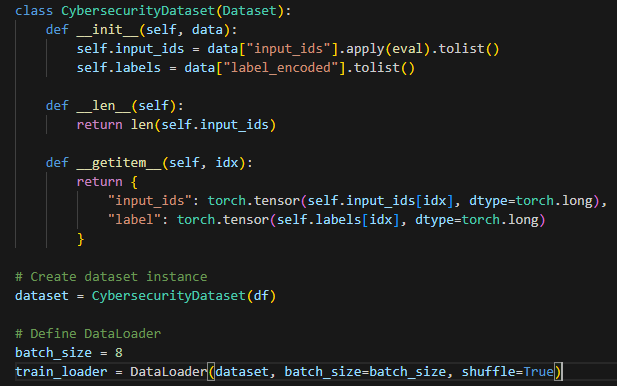 class CybersecurityDataset(Dataset):
    def __init__(self, data):
        self.input_ids = data["input_ids"].apply(eval).tolist()
        self.labels = data["label_encoded"].tolist()

    def __len__(self):
        return len(self.input_ids)

    def __getitem__(self, idx):
        return {
            "input_ids": torch.tensor(self.input_ids[idx], dtype=torch.long),
            "label": torch.tensor(self.labels[idx], dtype=torch.long)
        }

# Create dataset instance
dataset = CybersecurityDataset(df)

# Define DataLoader
batch_size = 8
train_loader = DataLoader(dataset, batch_size=batch_size, shuffle=True)